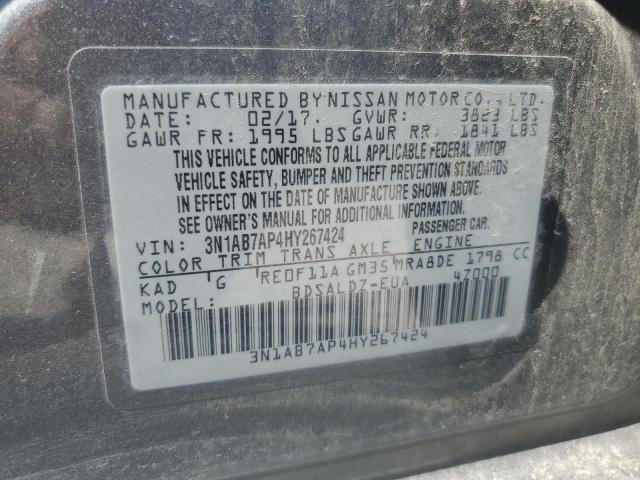 MANUFACTURED BY NISSAN MOTOR CO., LTD.
DATE: 02/17. GVWR: 3823 LBS
GAWR FR: 1995 LBS GAWR RR: 1841 LBS
THIS VEHICLE CONFORMS TO ALL APPLICABLE FEDERAL MOTOR
VEHICLE SAFETY, BUMPER AND THEFT PREVENTION STANDARDS
IN EFFECT ON THE DATE OF MANUFACTURE SHOWN ABOVE.
SEE OWNER'S MANUAL FOR ADDITIONAL INFORMATION.
VIN: 3N1AB7AP4HY267424 PASSENGER CAR.
COLOR TRIM TRANS AXLE ENGINE
KAD G RE0F11A GM35 MRA8DE 1798 CC
MODEL: BDSALDZ-EUA 4Z000
3N1AB7AP4HY267424